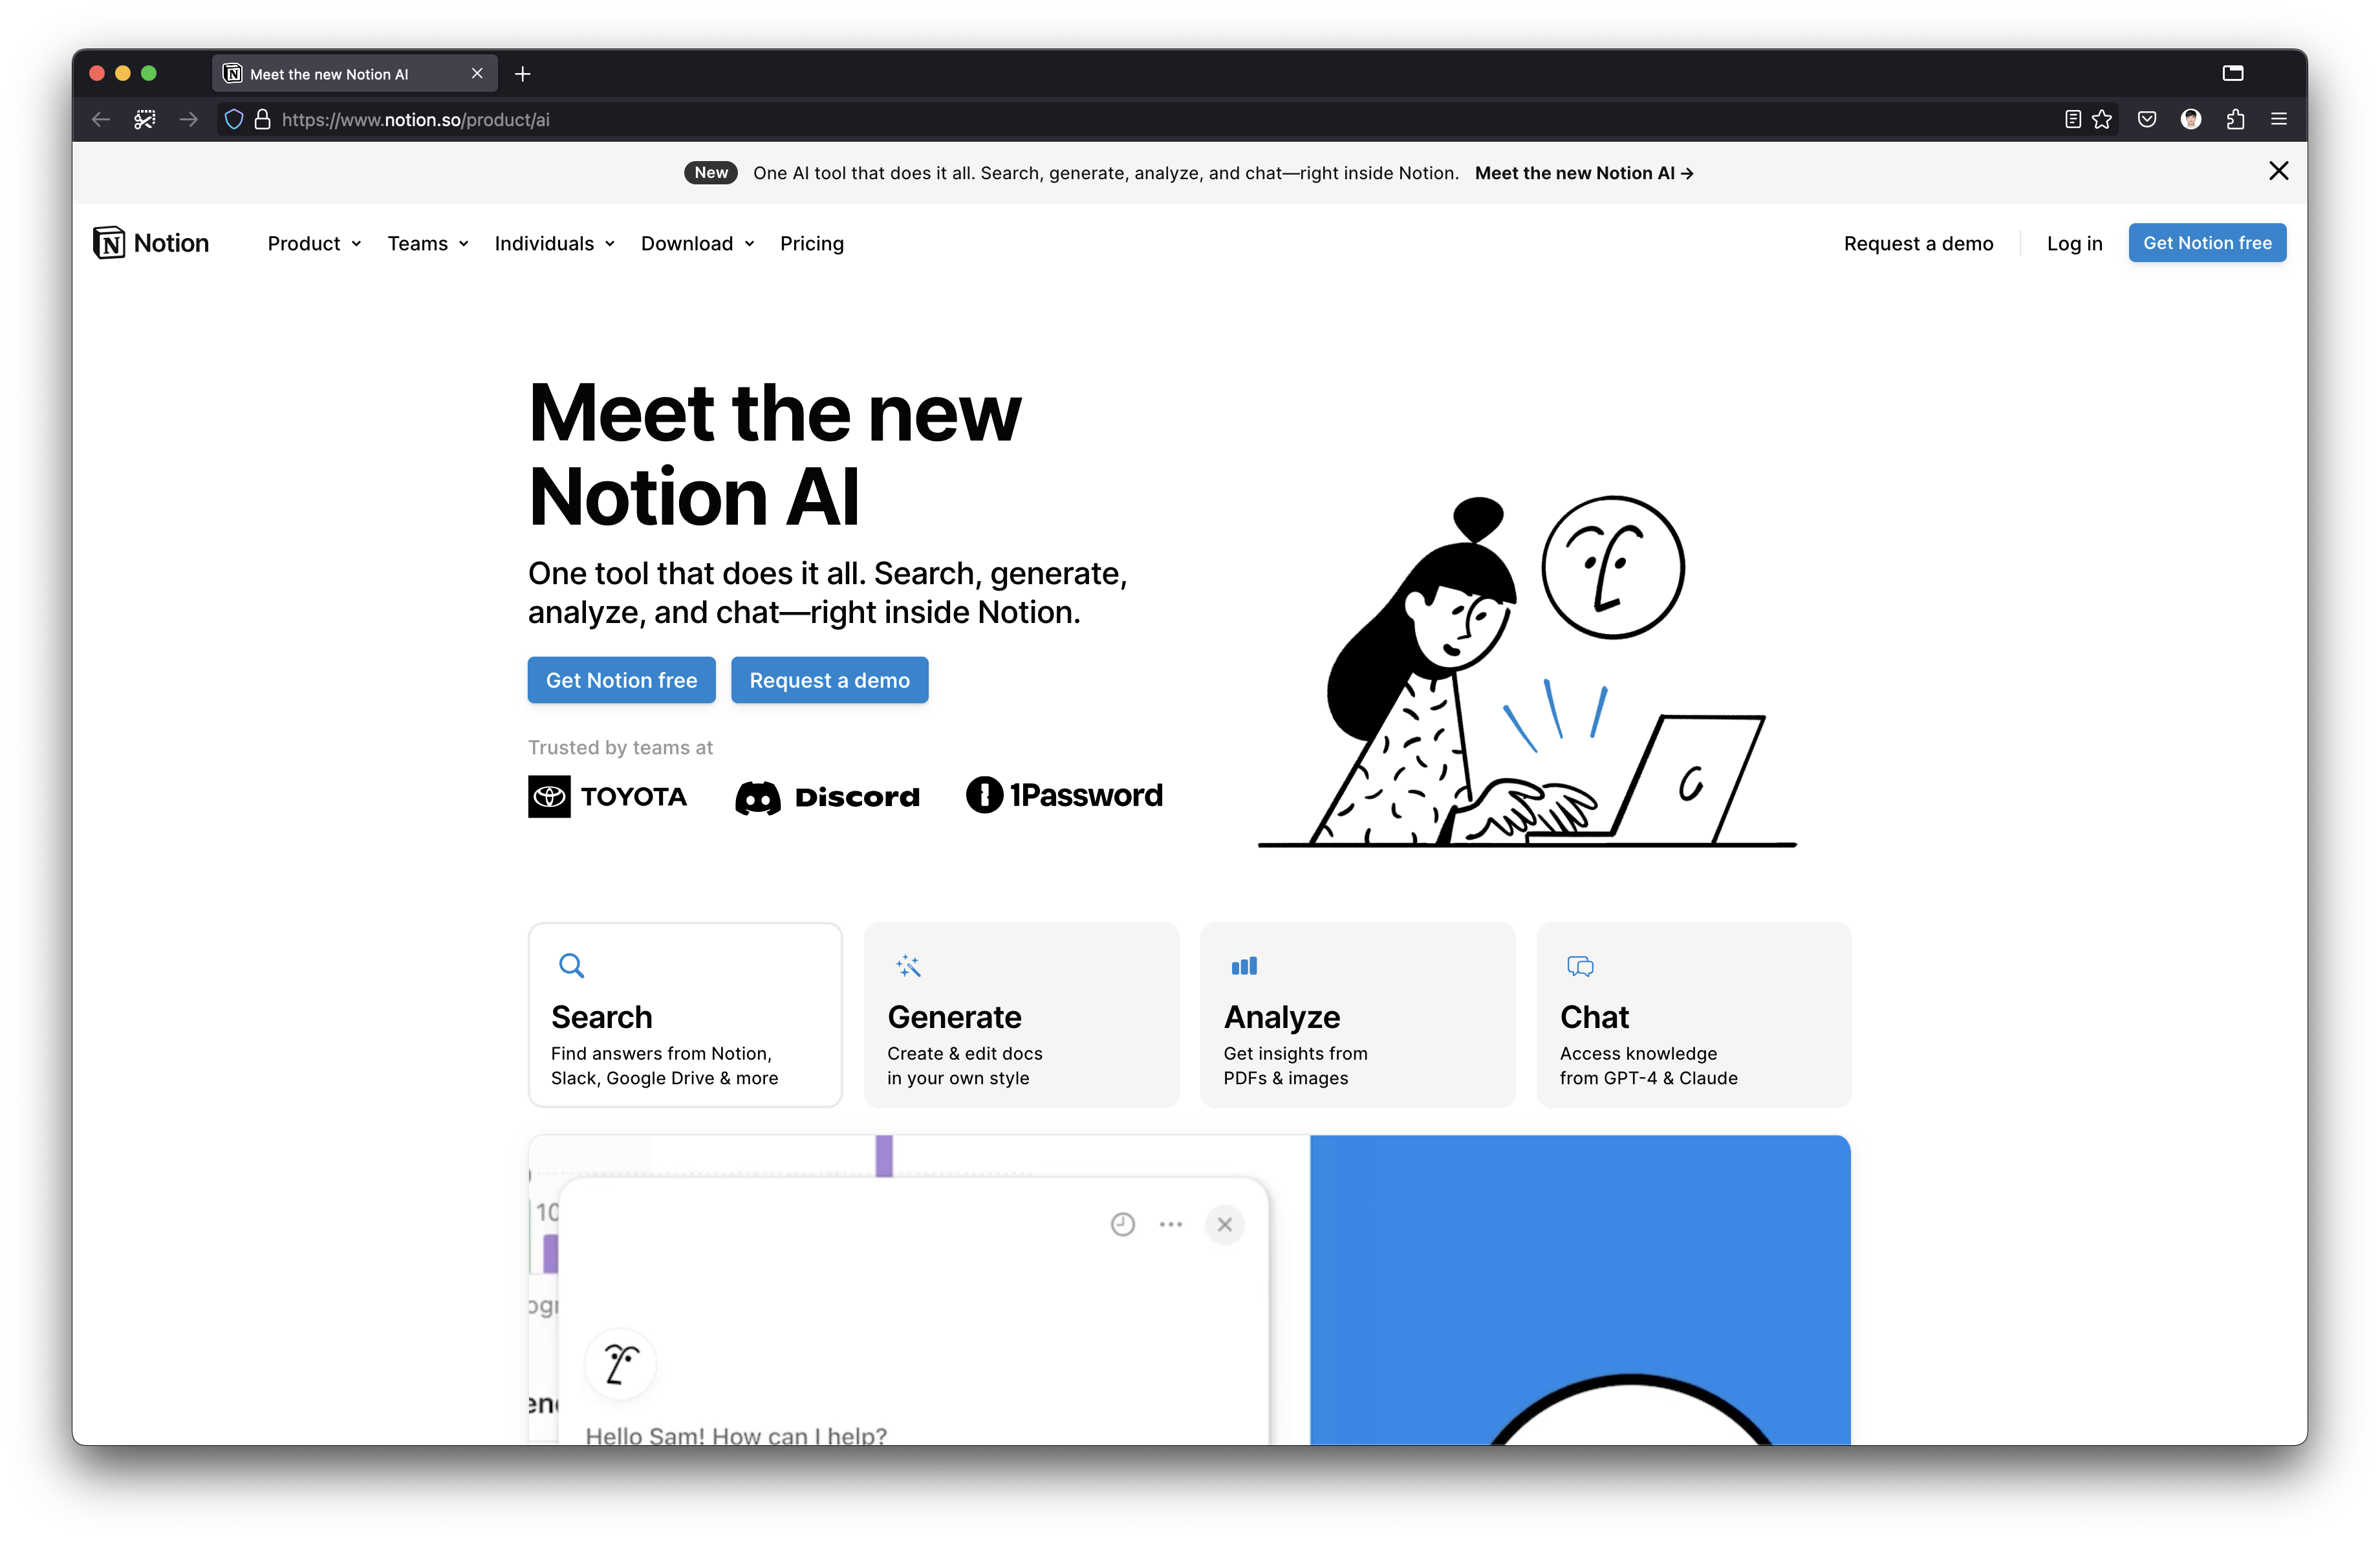 Meet the new Notion AI
https://www.notion.so/product/ai
New One AI tool that does it all. Search, generate, analyze, and chat—right inside Notion. Meet the new Notion AI →
Notion
Product
Teams
Individuals
Download
Pricing
Request a demo
Log in
Get Notion free
Meet the new
Notion AI
One tool that does it all. Search, generate,
analyze, and chat—right inside Notion.
Get Notion free
Request a demo
Trusted by teams at
TOYOTA
Discord
1Password
Search
Find answers from Notion,
Slack, Google Drive & more
Generate
Create & edit docs
in your own style
Analyze
Get insights from
PDFs & images
Chat
Access knowledge
from GPT-4 & Claude
10
Hello Sam! How can I help?